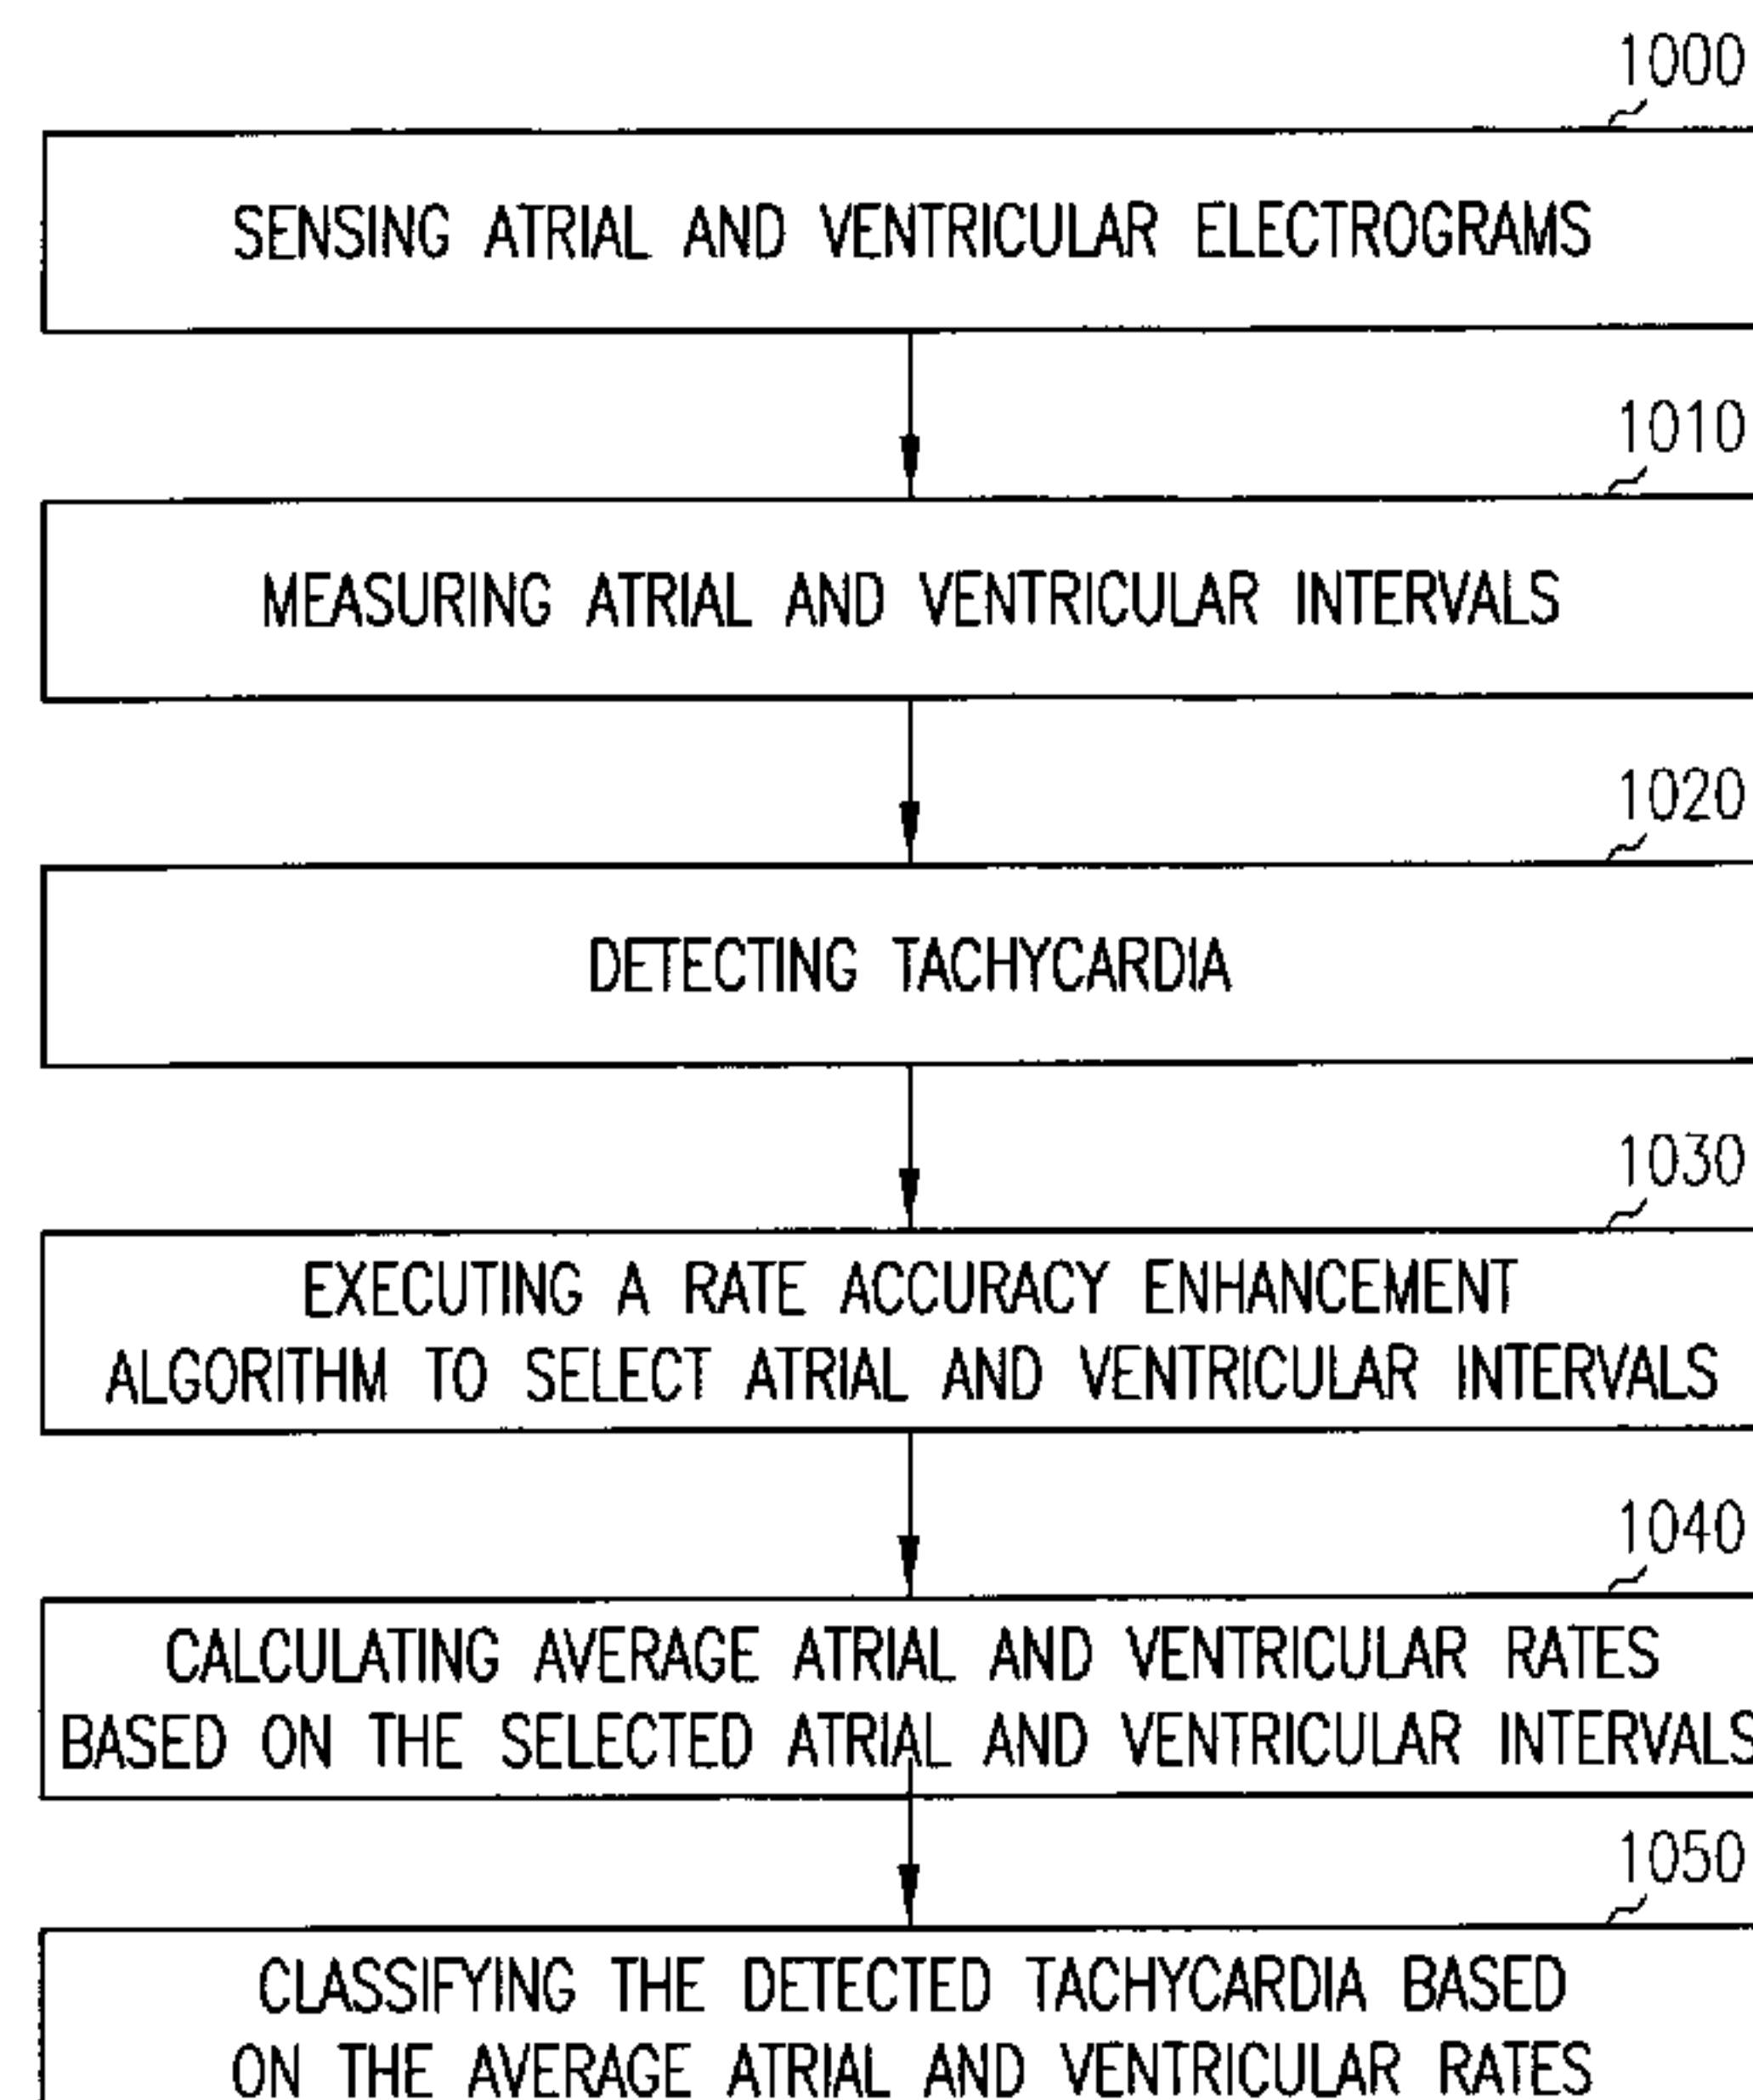 1000
SENSING ATRIAL AND VENTRICULAR ELECTROGRAMS
1010
MEASURING ATRIAL AND VENTRICULAR INTERVALS
1020
DETECTING TACHYCARDIA
1030
EXECUTING A RATE ACCURACY ENHANCEMENT
ALGORITHM TO SELECT ATRIAL AND VENTRICULAR INTERVALS
1040
CALCULATING AVERAGE ATRIAL AND VENTRICULAR RATES
BASED ON THE SELECTED ATRIAL AND VENTRICULAR INTERVALS
1050
CLASSIFYING THE DETECTED TACHYCARDIA BASED
ON THE AVERAGE ATRIAL AND VENTRICULAR RATES